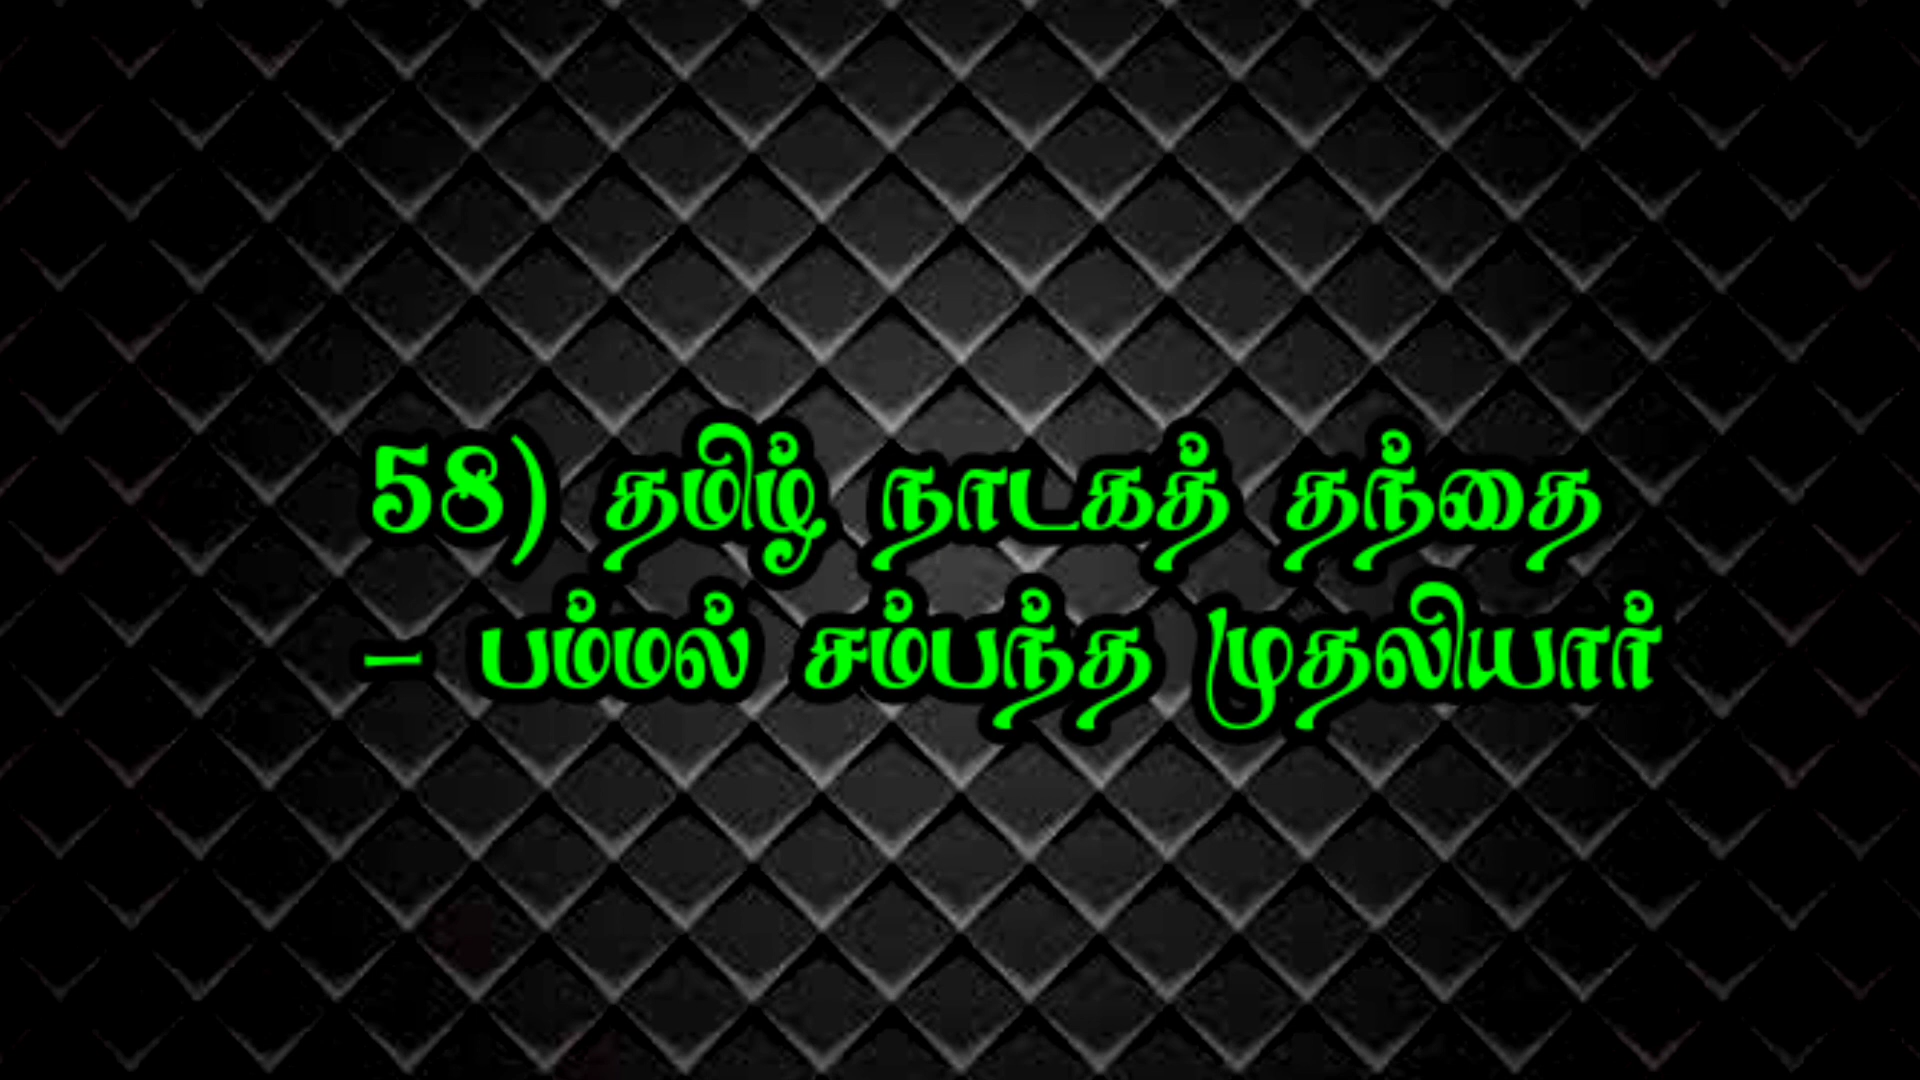 58) தமிழ் நாடகத் தந்தை
- பம்மல் சம்பந்த முதலியார்